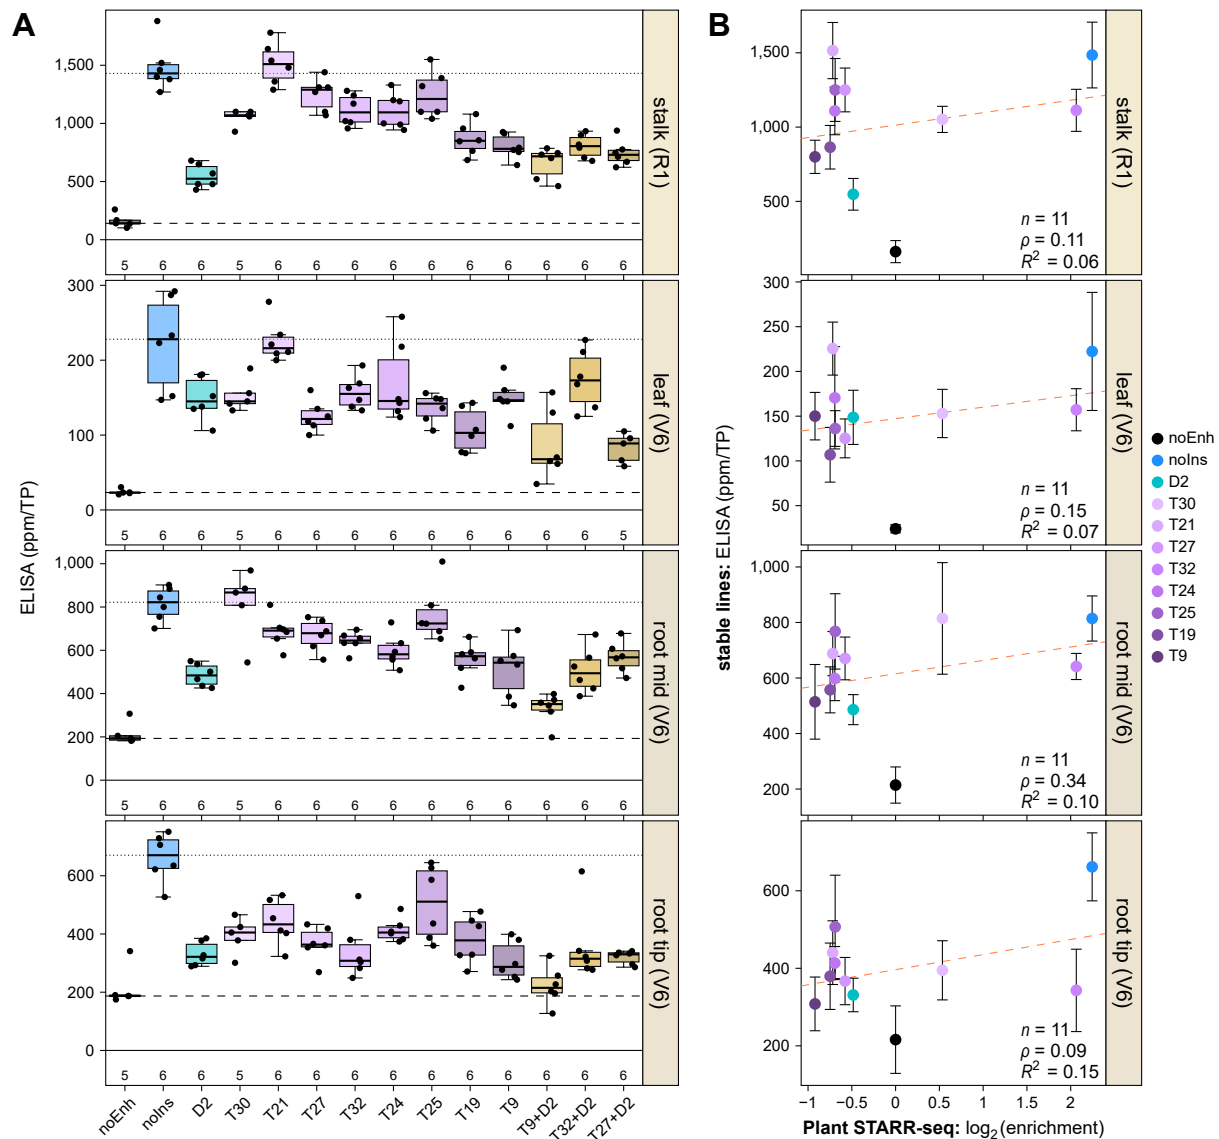 A
ELISA (ppm/TP)
1,500
1,000
500
0
5 6 6 5 6 6 6 6 6 6 6 6 6 6
stalk (R1)
300
200
100
0
5 6 6 5 6 6 6 6 6 6 6 6 6 5
leaf (V6)
1,000
800
600
400
200
0
5 6 6 5 6 6 6 6 6 6 6 6 6 6
root mid (V6)
600
400
200
0
5 6 6 5 6 6 6 6 6 6 6 6 6 6
root tip (V6)
noEnh noIns D2 T30 T21 T27 T32 T24 T25 T19 T9 T9+D2 T32+D2 T27+D2
B
stable lines: ELISA (ppm/TP)
1,500
1,000
500
n = 11
ρ = 0.11
R² = 0.06
stalk (R1)
300
250
200
150
100
50
n = 11
ρ = 0.15
R² = 0.07
leaf (V6)
1,000
800
600
400
200
n = 11
ρ = 0.34
R² = 0.10
root mid (V6)
600
400
200
n = 11
ρ = 0.09
R² = 0.15
root tip (V6)
−1 −0.5 0 0.5 1 1.5 2
Plant STARR-seq: log₂(enrichment)
noEnh
noIns
D2
T30
T21
T27
T32
T24
T25
T19
T9